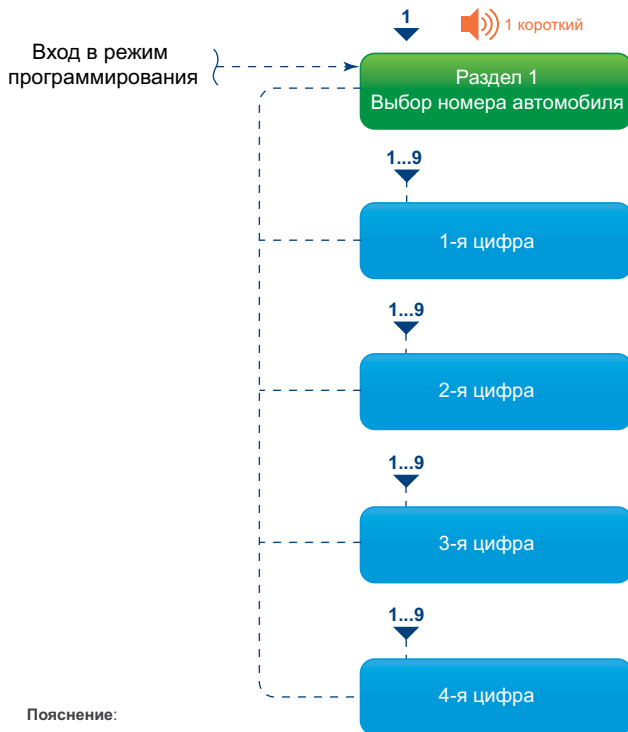 1
1 короткий
Вход в режим
программирования
Раздел 1
Выбор номера автомобиля
1...9
1-я цифра
1...9
2-я цифра
1...9
3-я цифра
1...9
4-я цифра
Пояснение: